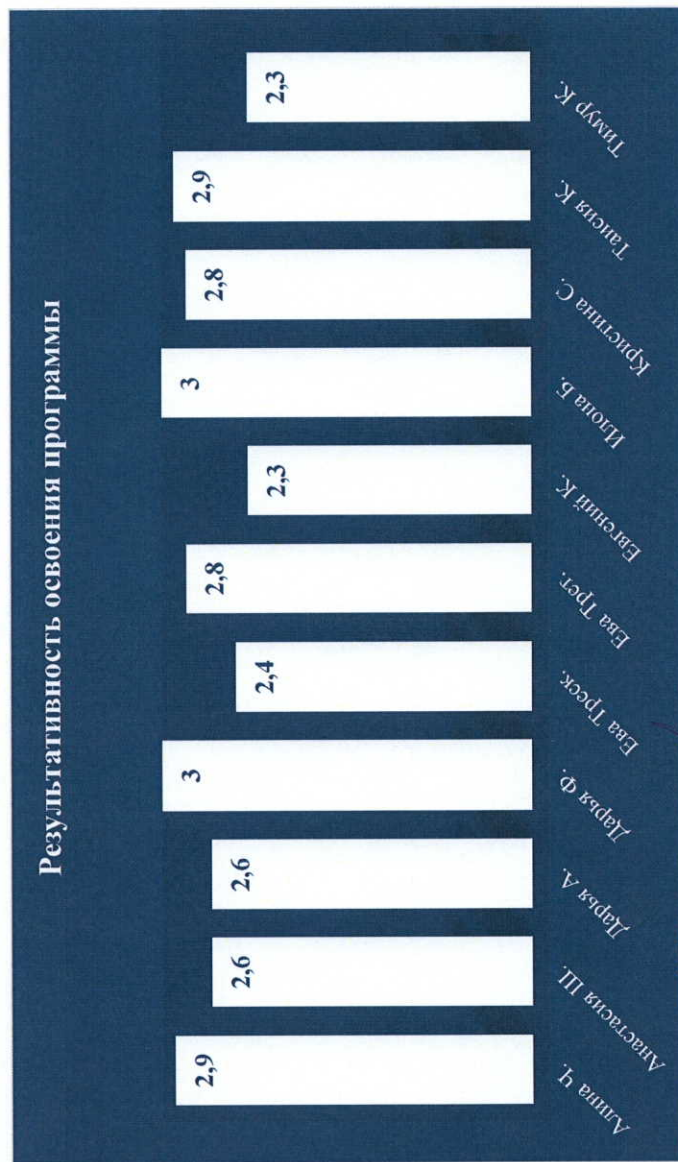 Результативность освоения программы
2,9
2,6
2,6
3
2,4
2,8
2,3
3
2,8
2,9
2,3
Алина Ч.
Анастасия Ш.
Дарья А.
Дарья Ф.
Ева Треск.
Ева Трет.
Евгений К.
Илона Б.
Кристина С.
Таисия К.
Тимур К.